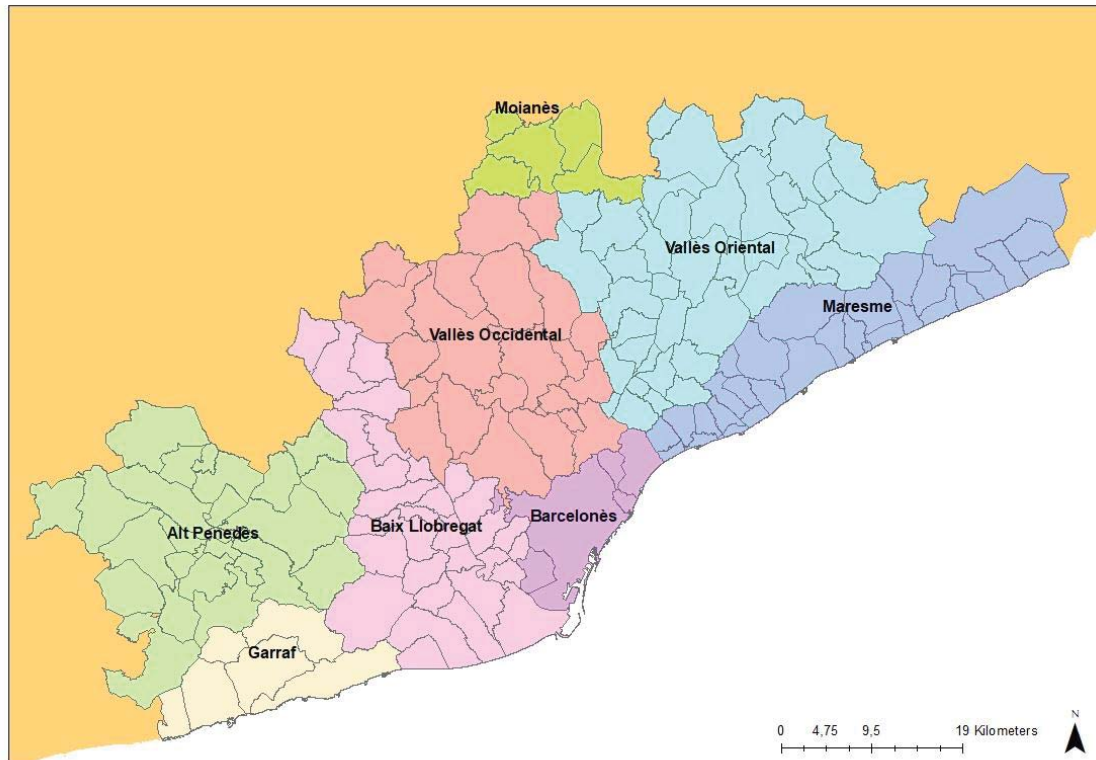 Moianès
Vallès Oriental
Maresme
Vallès Occidental
Alt Penedès
Baix Llobregat
Barcelonès
Garraf
N
0 4,75 9,5 19 Kilometers